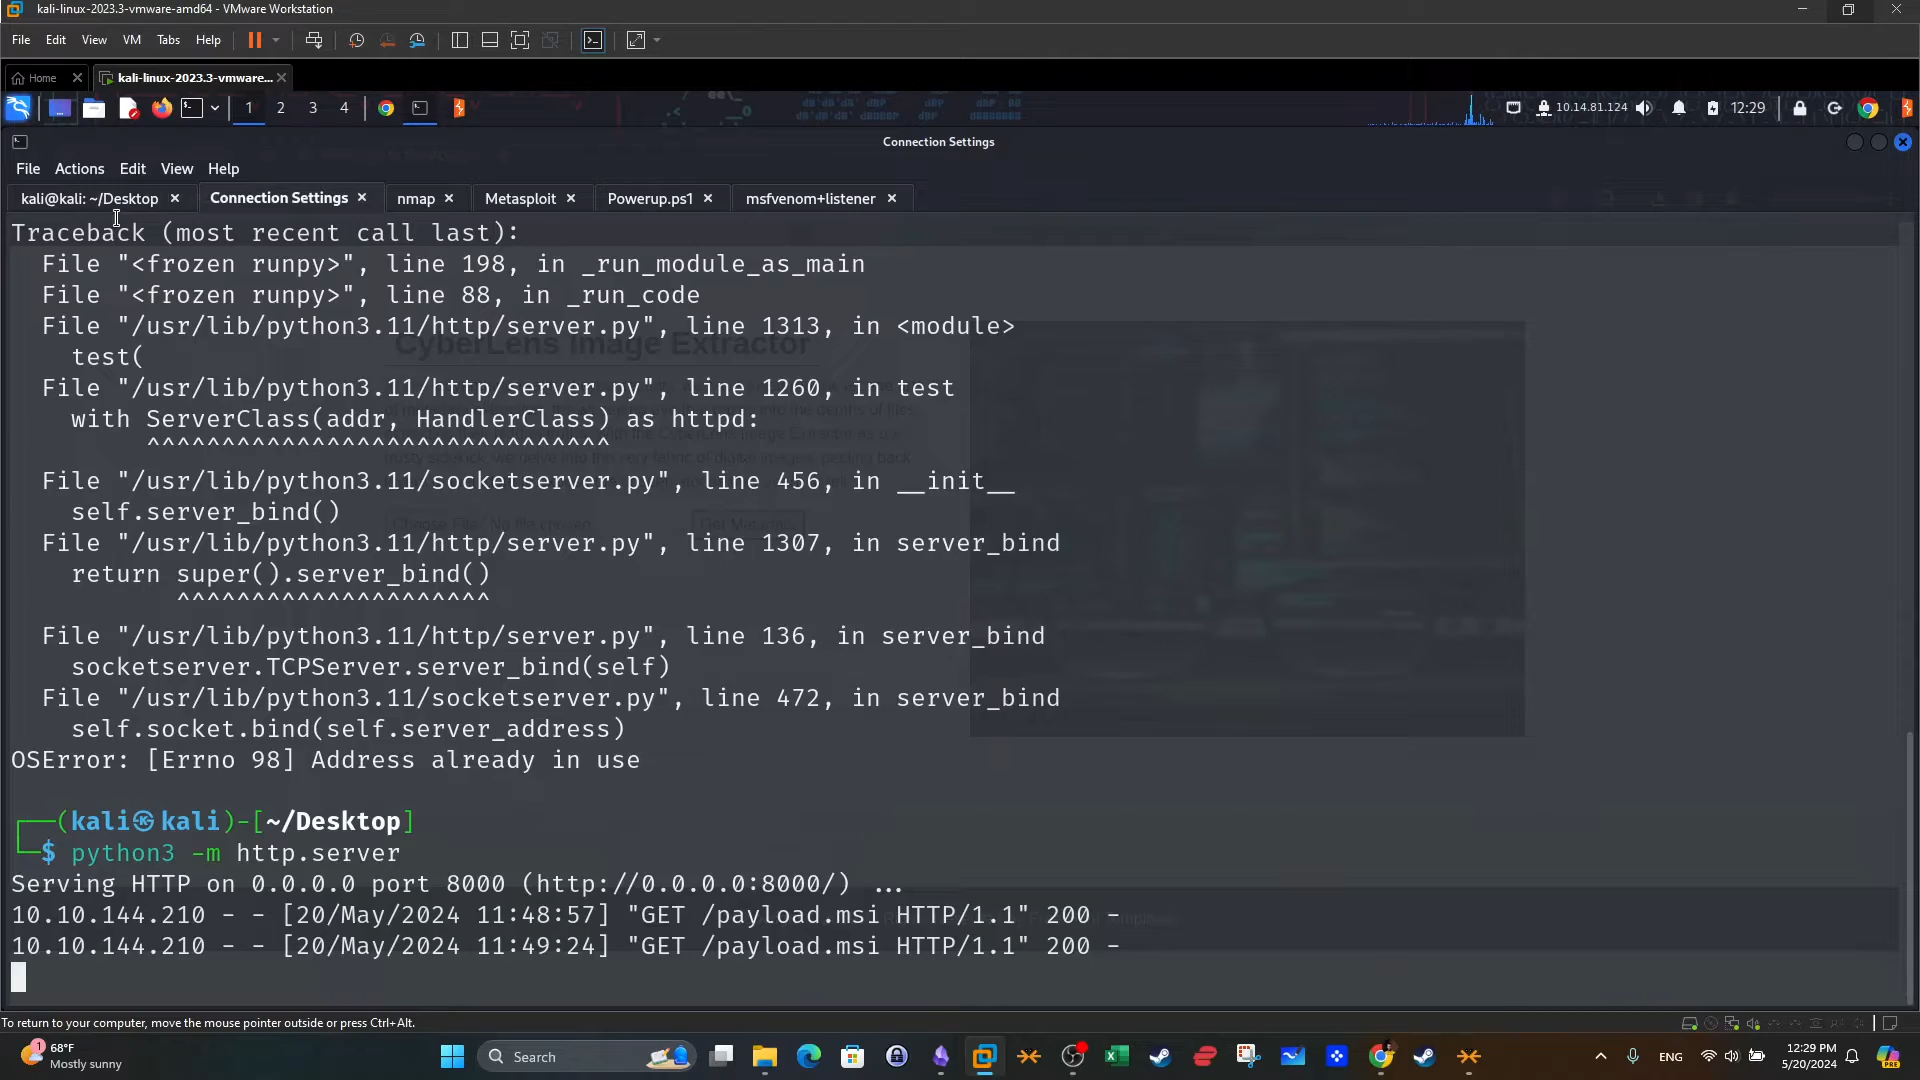 kali-linux-2023.3-vmware-amd64 - VMware Workstation
File Edit View VM Tabs Help
Home kali-linux-2023.3-vmware...
1 2 3 4 10.14.81.124 12:29
Connection Settings
File Actions Edit View Help
kali@kali: ~/Desktop Connection Settings nmap Metasploit Powerup.ps1 msfvenom+listener
Traceback (most recent call last):
File "<frozen runpy>", line 198, in _run_module_as_main
File "<frozen runpy>", line 88, in _run_code
File "/usr/lib/python3.11/http/server.py", line 1313, in <module>
test(
CyberLens Image Extractor
File "/usr/lib/python3.11/http/server.py", line 1260, in test
with ServerClass(addr, HandlerClass) as httpd:
^^^^^^^^^^^^^^^^^^^^^^^^^^^^^^^
File "/usr/lib/python3.11/socketserver.py", line 456, in __init__
self.server_bind()
Choose File No file chosen Get Metadata
File "/usr/lib/python3.11/http/server.py", line 1307, in server_bind
return super().server_bind()
^^^^^^^^^^^^^^^^^^^^^
File "/usr/lib/python3.11/http/server.py", line 136, in server_bind
socketserver.TCPServer.server_bind(self)
File "/usr/lib/python3.11/socketserver.py", line 472, in server_bind
self.socket.bind(self.server_address)
OSError: [Errno 98] Address already in use
(kali㉿kali)-[~/Desktop]
$ python3 -m http.server
Serving HTTP on 0.0.0.0 port 8000 (http://0.0.0.0:8000/) ...
10.10.144.210 - - [20/May/2024 11:48:57] "GET /payload.msi HTTP/1.1" 200 -
10.10.144.210 - - [20/May/2024 11:49:24] "GET /payload.msi HTTP/1.1" 200 -
To return to your computer, move the mouse pointer outside or press Ctrl+Alt.
1 68°F
Mostly sunny
Search
ENG
12:29 PM
5/20/2024
PRE